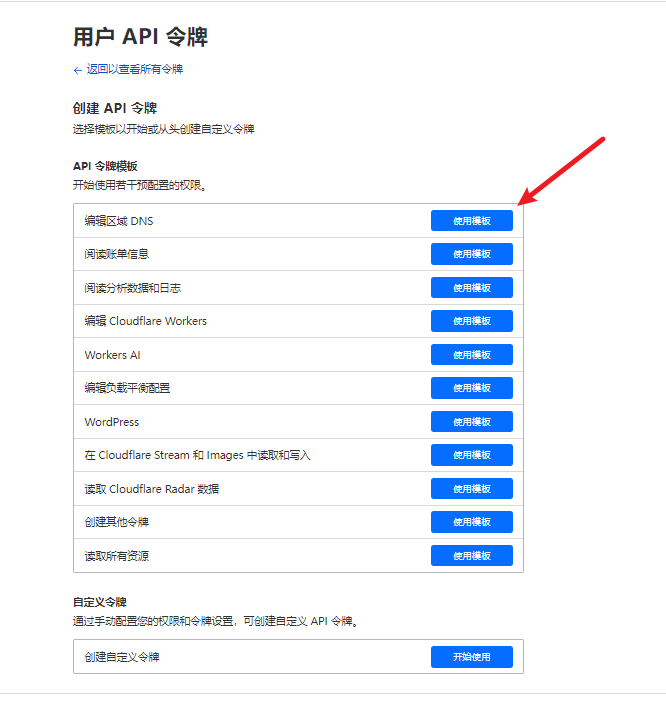 用户 API 令牌
← 返回以查看所有令牌
创建 API 令牌
选择模板以开始或从头创建自定义令牌
API 令牌模板
开始使用若干预配置的权限。
编辑区域 DNS 使用模板
阅读账单信息 使用模板
阅读分析数据和日志 使用模板
编辑 Cloudflare Workers 使用模板
Workers AI 使用模板
编辑负载平衡配置 使用模板
WordPress 使用模板
在 Cloudflare Stream 和 Images 中读取和写入 使用模板
读取 Cloudflare Radar 数据 使用模板
创建其他令牌 使用模板
读取所有资源 使用模板
自定义令牌
通过手动配置您的权限和令牌设置，可创建自定义 API 令牌。
创建自定义令牌 开始使用